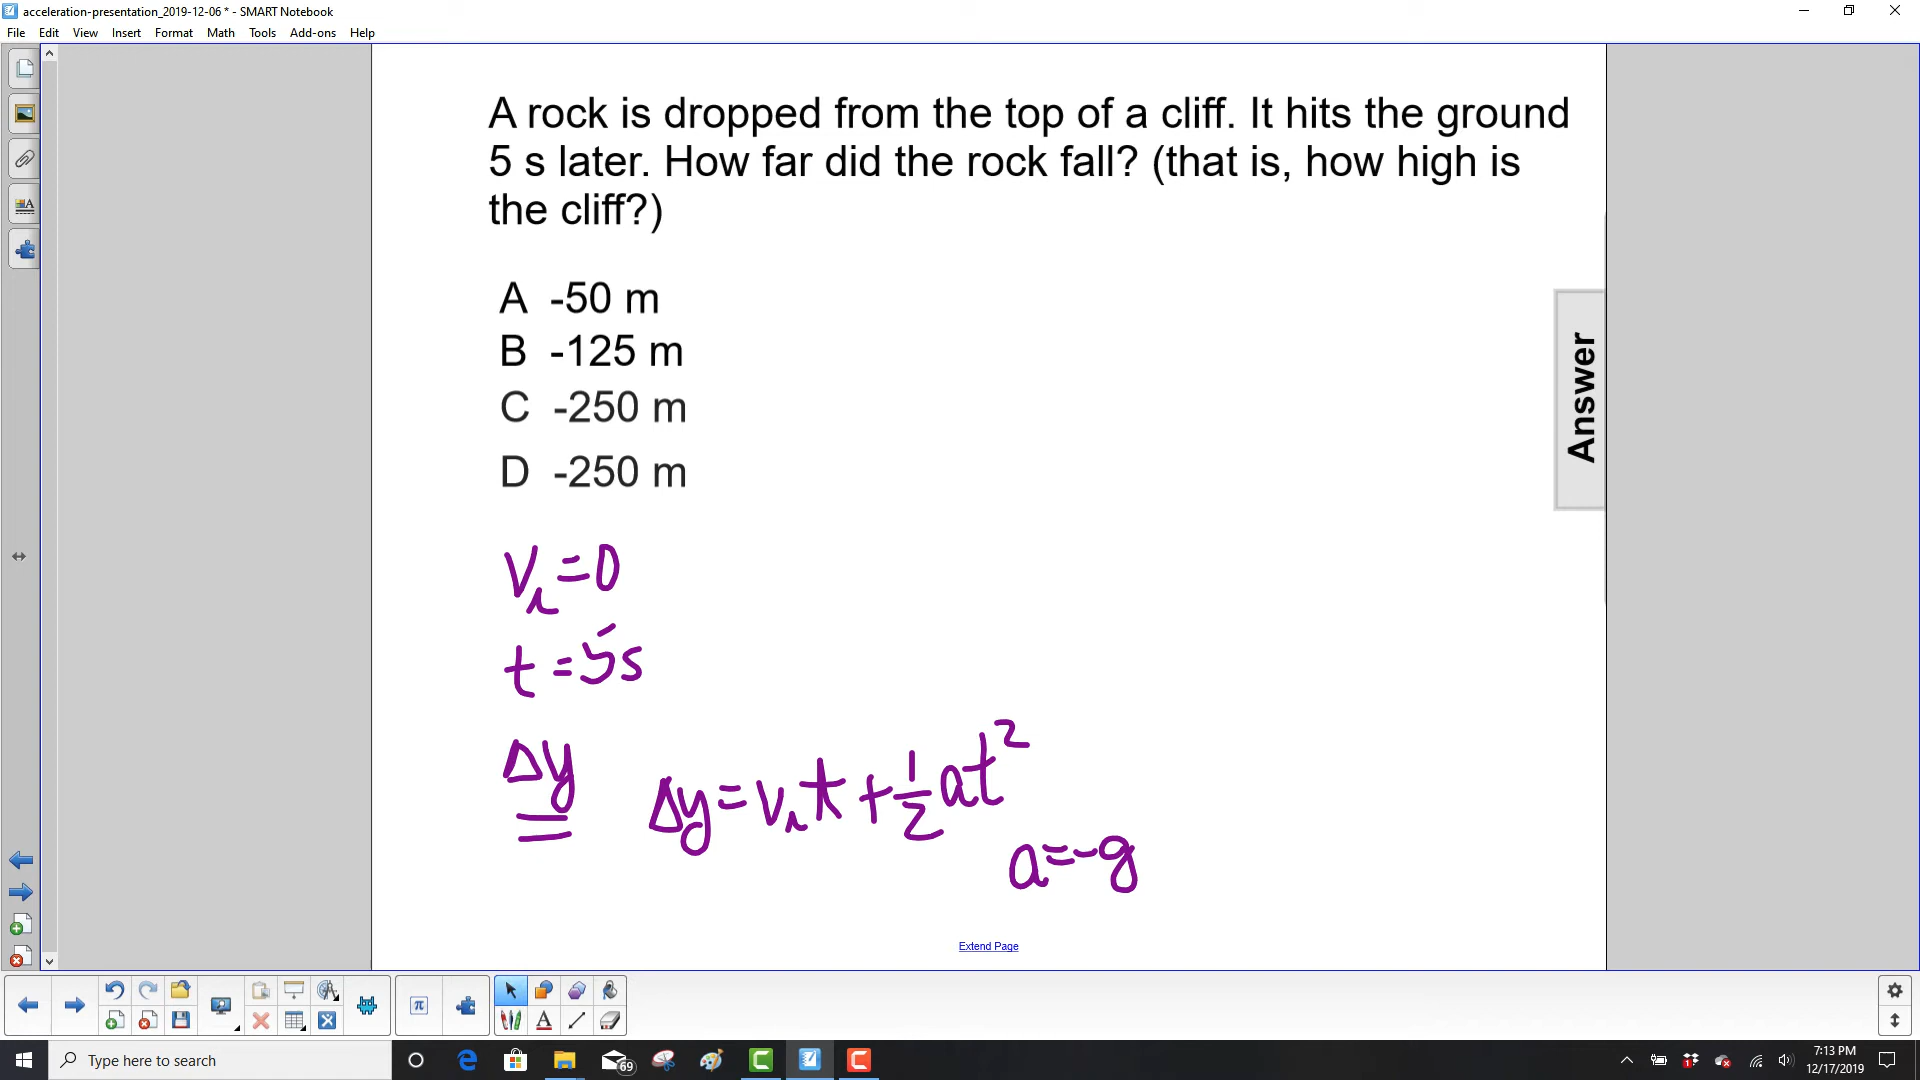 acceleration-presentation_2019-12-06 * - SMART Notebook
File Edit View Insert Format Math Tools Add-ons Help
A rock is dropped from the top of a cliff. It hits the ground
5 s later. How far did the rock fall? (that is, how high is
the cliff?)
A -50 m
B -125 m
C -250 m
D -250 m
Answer
Vᵢ=0
t=5s
Δy
Δy=vᵢt+½at²
a=-g
Extend Page
π
A
Type here to search
69
1
7:13 PM
12/17/2019